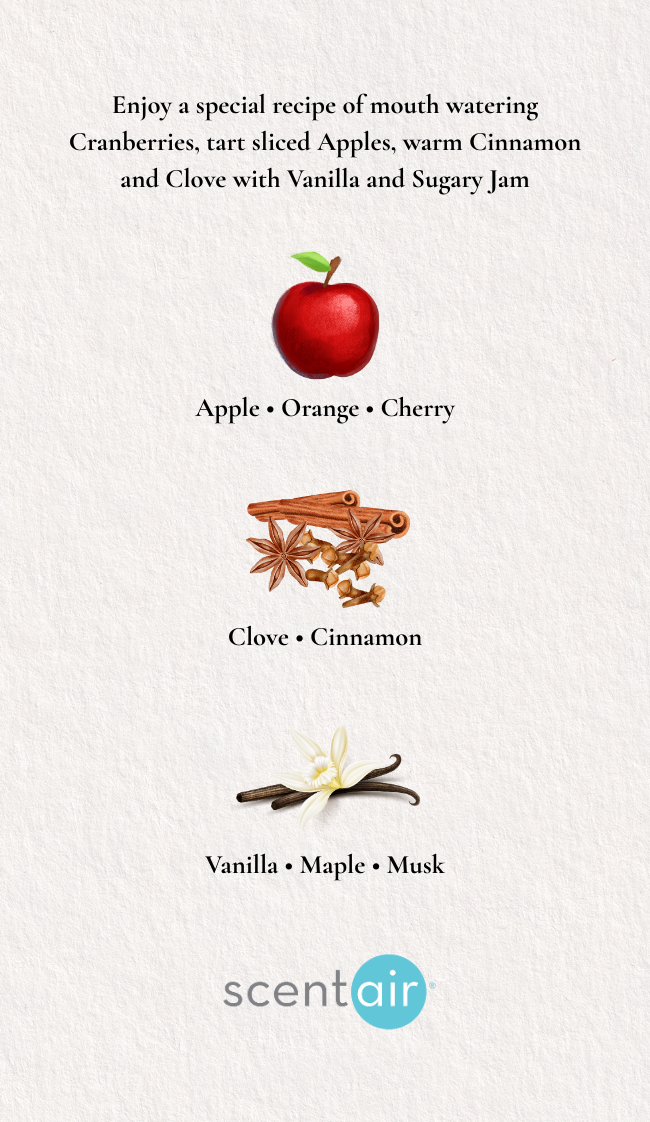 Enjoy a special recipe of mouth watering
Cranberries, tart sliced Apples, warm Cinnamon
and Clove with Vanilla and Sugary Jam
Apple • Orange • Cherry
Clove • Cinnamon
Vanilla • Maple • Musk
scentair®